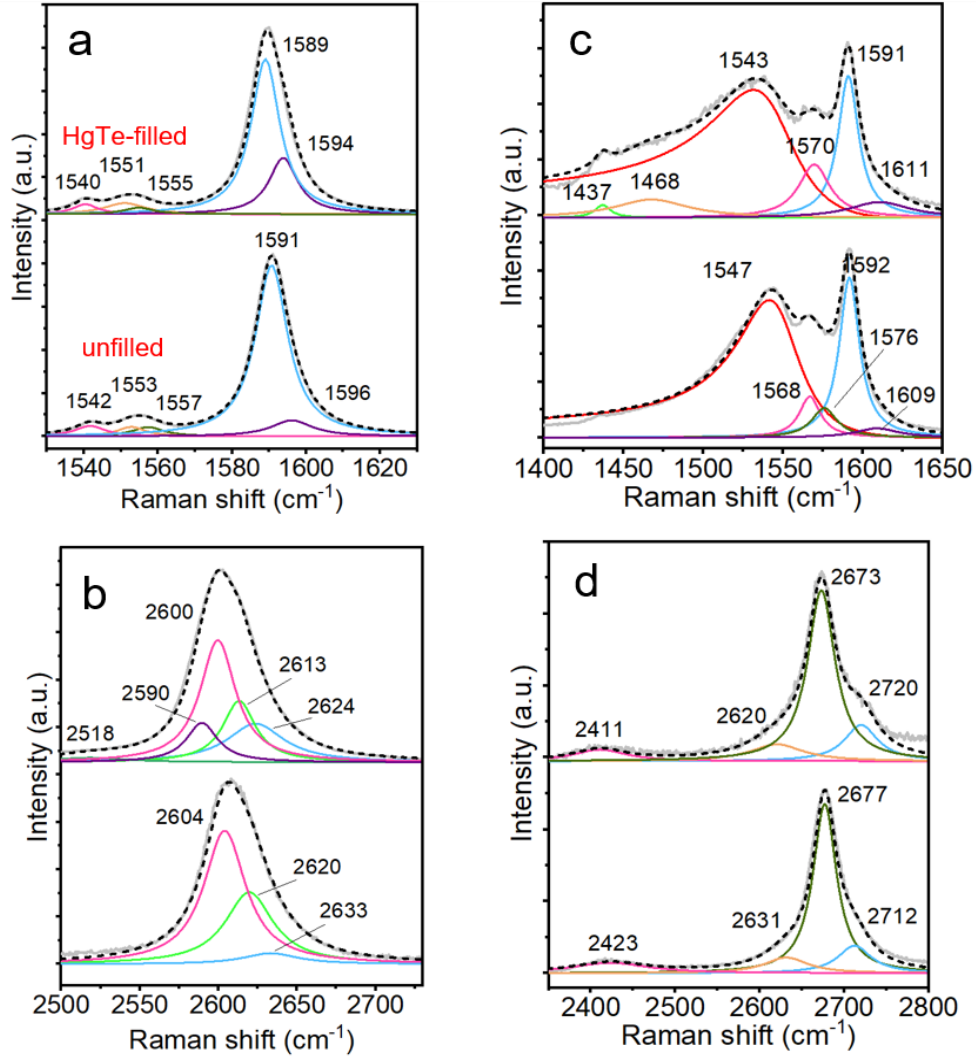 a
1589
HgTe-filled
1594
1551
1540
1555
1591
unfilled
1553
1596
1542
1557
1540 1560 1580 1600 1620
Raman shift (cm-1)
Intensity (a.u.)
c
1543
1591
1570
1611
1437
1468
1547
1592
1576
1568
1609
1400 1450 1500 1550 1600 1650
Raman shift (cm-1)
Intensity (a.u.)
b
2600
2613
2590
2624
2518
2604
2620
2633
2500 2550 2600 2650 2700
Raman shift (cm-1)
Intensity (a.u.)
d
2673
2720
2620
2411
2677
2631
2712
2423
2400 2500 2600 2700 2800
Raman shift (cm-1)
Intensity (a.u.)